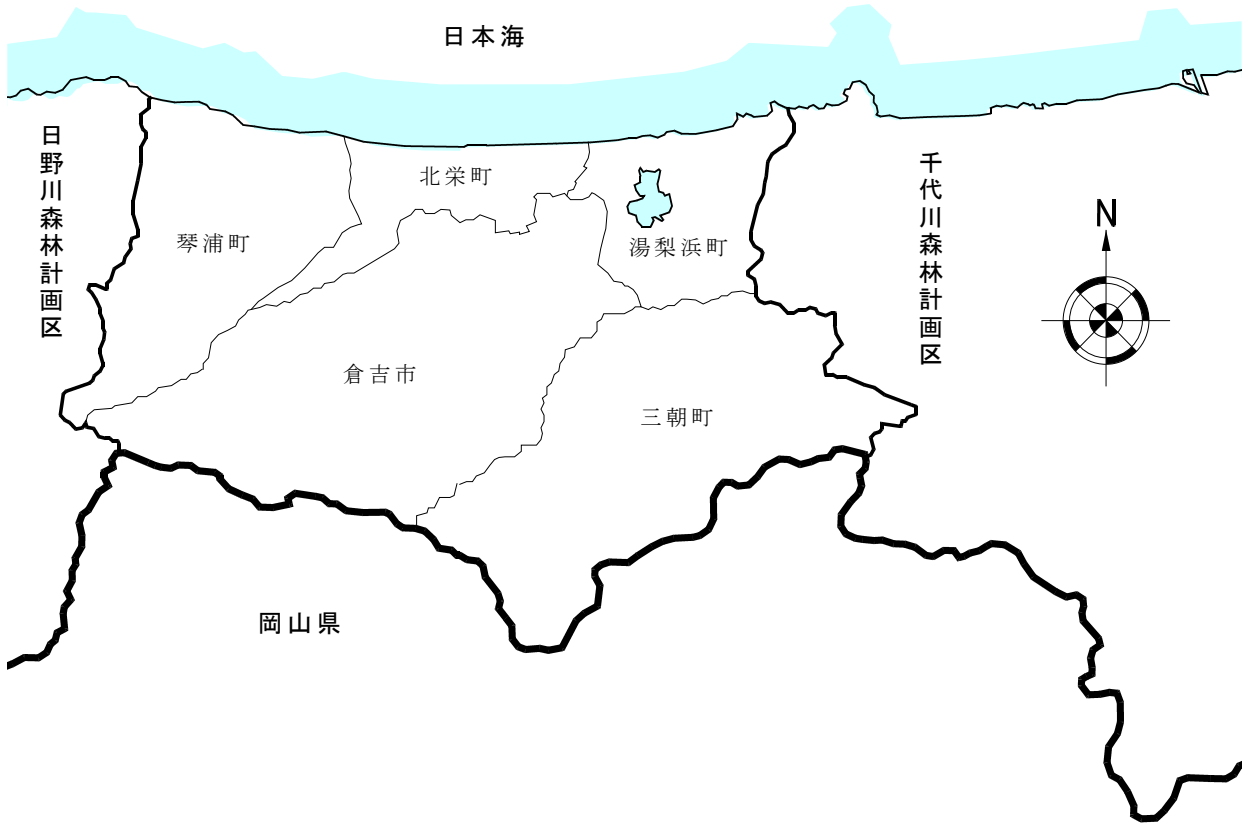 日本海
日野川森林計画区
千代川森林計画区
北栄町
N
琴浦町
湯梨浜町
倉吉市
三朝町
岡山県